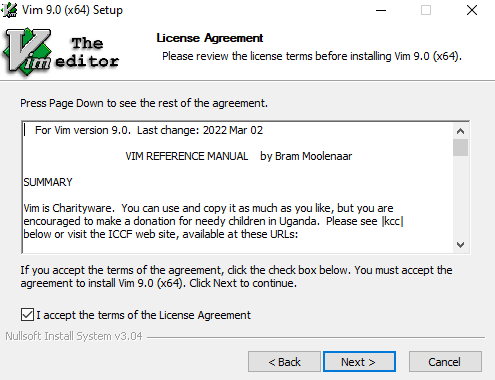 Vim 9.0 (x64) Setup
Vim The
editor
License Agreement
Please review the license terms before installing Vim 9.0 (x64).
Press Page Down to see the rest of the agreement.
For Vim version 9.0.  Last change: 2022 Mar 02
VIM REFERENCE MANUAL    by Bram Moolenaar
SUMMARY
Vim is Charityware.  You can use and copy it as much as you like, but you are
encouraged to make a donation for needy children in Uganda.  Please see |kcc|
below or visit the ICCF web site, available at these URLs:
If you accept the terms of the agreement, click the check box below. You must accept the
agreement to install Vim 9.0 (x64). Click Next to continue.
I accept the terms of the License Agreement
Nullsoft Install System v3.04
< Back Next > Cancel